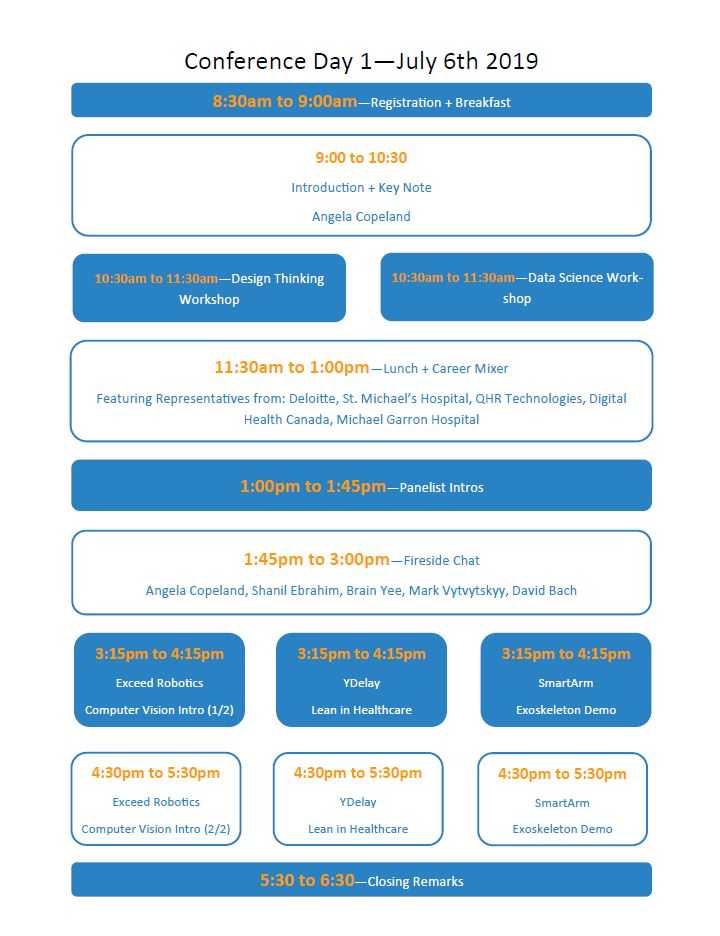 Conference Day 1—July 6th 2019
8:30am to 9:00am—Registration + Breakfast
9:00 to 10:30
Introduction + Key Note
Angela Copeland
10:30am to 11:30am—Design Thinking
Workshop
10:30am to 11:30am—Data Science Work-
shop
11:30am to 1:00pm—Lunch + Career Mixer
Featuring Representatives from: Deloitte, St. Michael's Hospital, QHR Technologies, Digital
Health Canada, Michael Garron Hospital
1:00pm to 1:45pm—Panelist Intros
1:45pm to 3:00pm—Fireside Chat
Angela Copeland, Shanil Ebrahim, Brain Yee, Mark Vytvytskyy, David Bach
3:15pm to 4:15pm
Exceed Robotics
Computer Vision Intro (1/2)
3:15pm to 4:15pm
YDelay
Lean in Healthcare
3:15pm to 4:15pm
SmartArm
Exoskeleton Demo
4:30pm to 5:30pm
Exceed Robotics
Computer Vision Intro (2/2)
4:30pm to 5:30pm
YDelay
Lean in Healthcare
4:30pm to 5:30pm
SmartArm
Exoskeleton Demo
5:30 to 6:30—Closing Remarks